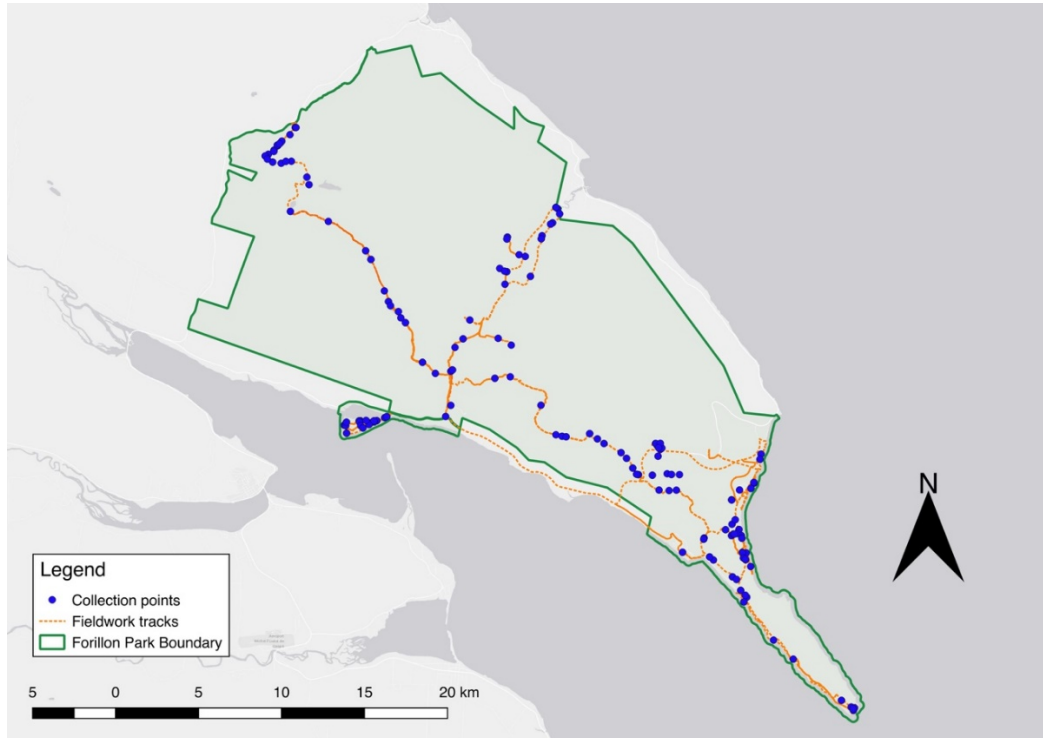 N
Legend
Collection points
Fieldwork tracks
Forillon Park Boundary
5 0 5 10 15 20 km